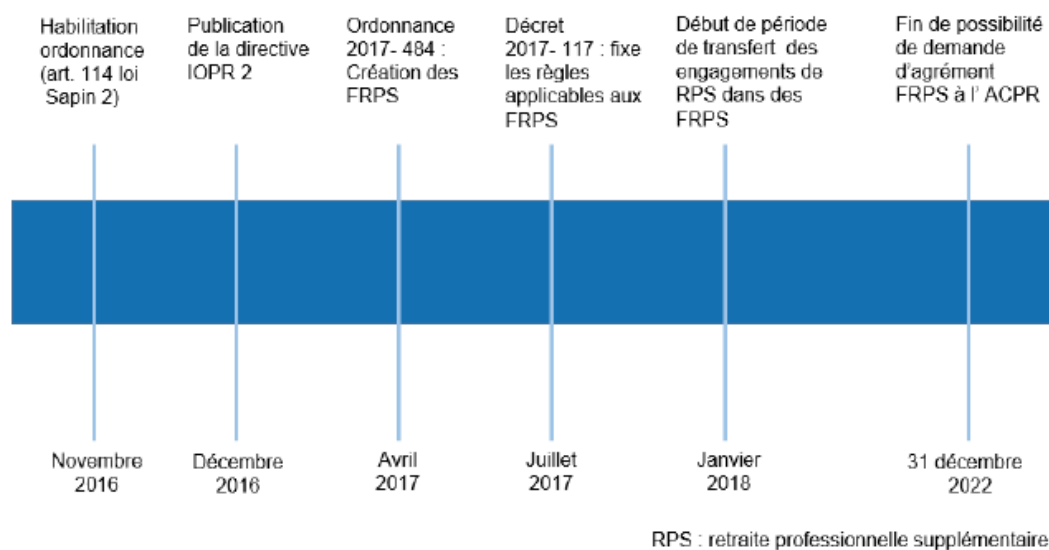 Habilitation
ordonnance
(art. 114 loi
Sapin 2)
Publication
de la directive
IOPR 2
Ordonnance
2017- 484 :
Création des
FRPS
Décret
2017- 117 : fixe
les règles
applicables aux
FRPS
Début de période
de transfert des
engagements de
RPS dans des
FRPS
Fin de possibilité
de demande
d'agrément
FRPS à l' ACPR
Novembre
2016
Décembre
2016
Avril
2017
Juillet
2017
Janvier
2018
31 décembre
2022
RPS : retraite professionnelle supplémentaire